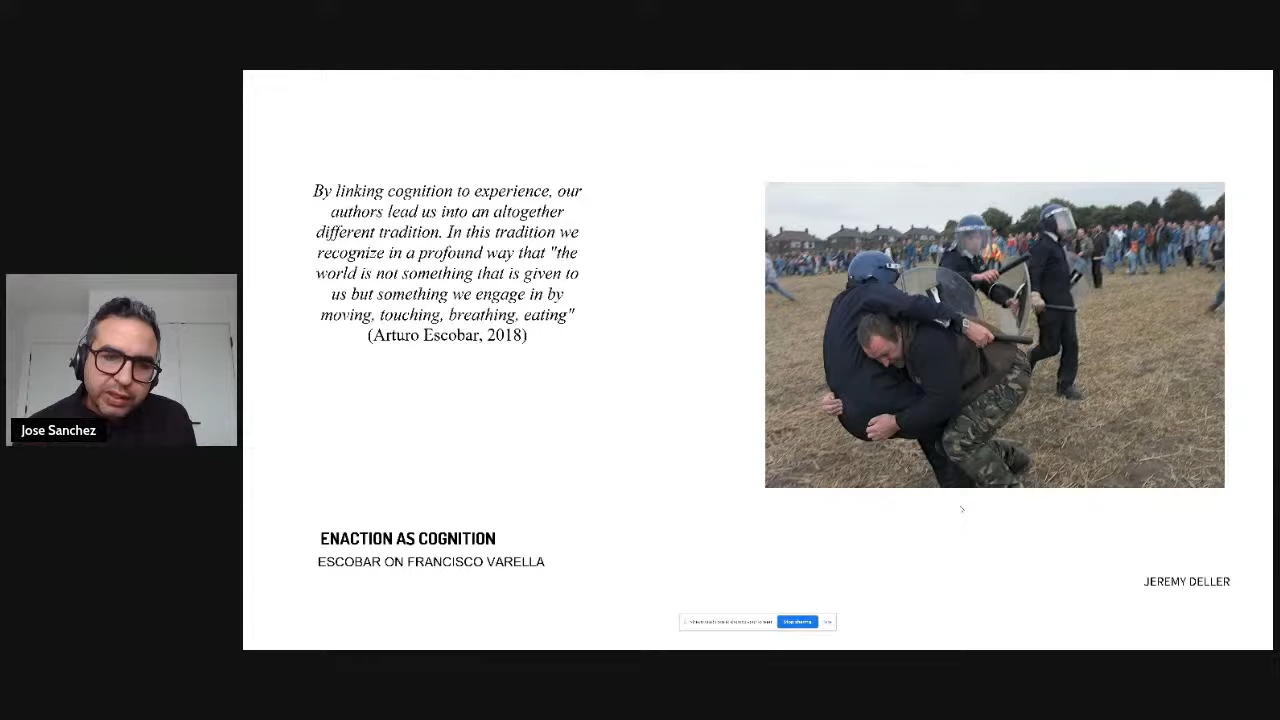 By linking cognition to experience, our
authors lead us into an altogether
different tradition. In this tradition we
recognize in a profound way that "the
world is not something that is given to
us but something we engage in by
moving, touching, breathing, eating"
(Arturo Escobar, 2018)
Jose Sanchez
ENACTION AS COGNITION
ESCOBAR ON FRANCISCO VARELLA
JEREMY DELLER
Stop sharing